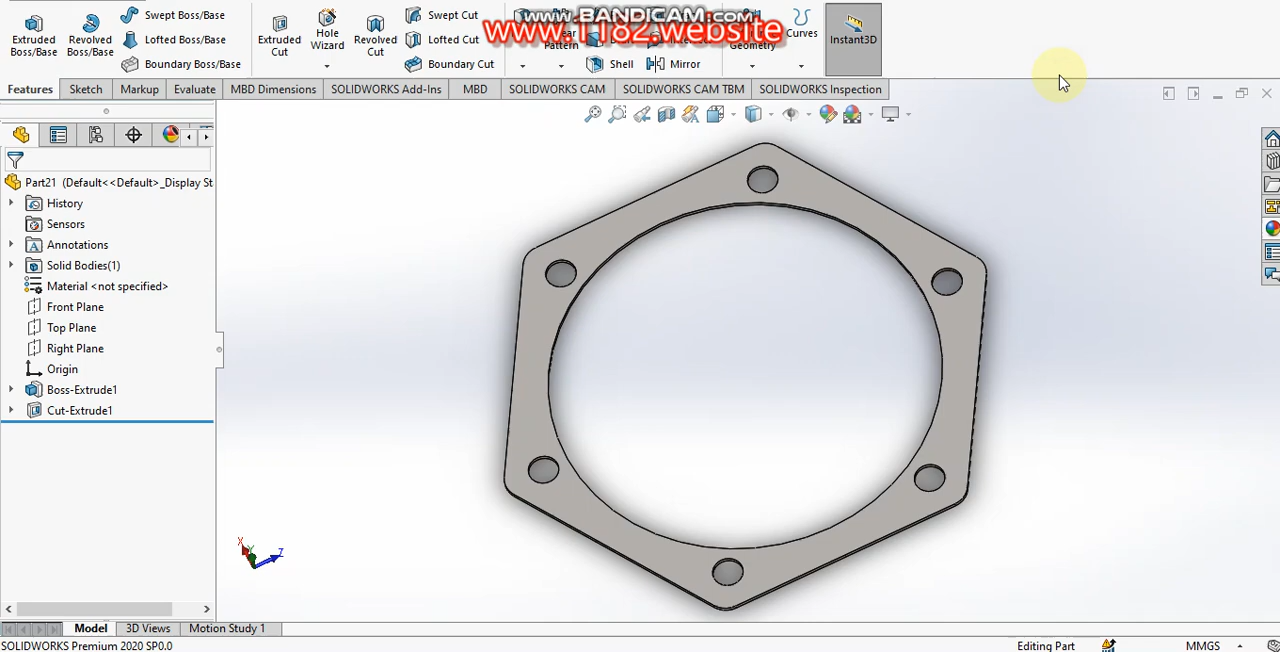 www.BANDICAM.com
www.1182.website
Extruded Boss/Base
Revolved Boss/Base
Swept Boss/Base
Lofted Boss/Base
Boundary Boss/Base
Extruded Cut
Hole Wizard
Revolved Cut
Swept Cut
Lofted Cut
Boundary Cut
Pattern
Shell
Mirror
Geometry
Curves
Instant3D
Features
Sketch
Markup
Evaluate
MBD Dimensions
SOLIDWORKS Add-Ins
MBD
SOLIDWORKS CAM
SOLIDWORKS CAM TBM
SOLIDWORKS Inspection
Part21 (Default<<Default>_Display St
History
Sensors
Annotations
Solid Bodies(1)
Material <not specified>
Front Plane
Top Plane
Right Plane
Origin
Boss-Extrude1
Cut-Extrude1
X
Z
Model
3D Views
Motion Study 1
SOLIDWORKS Premium 2020 SP0.0
Editing Part
MMGS